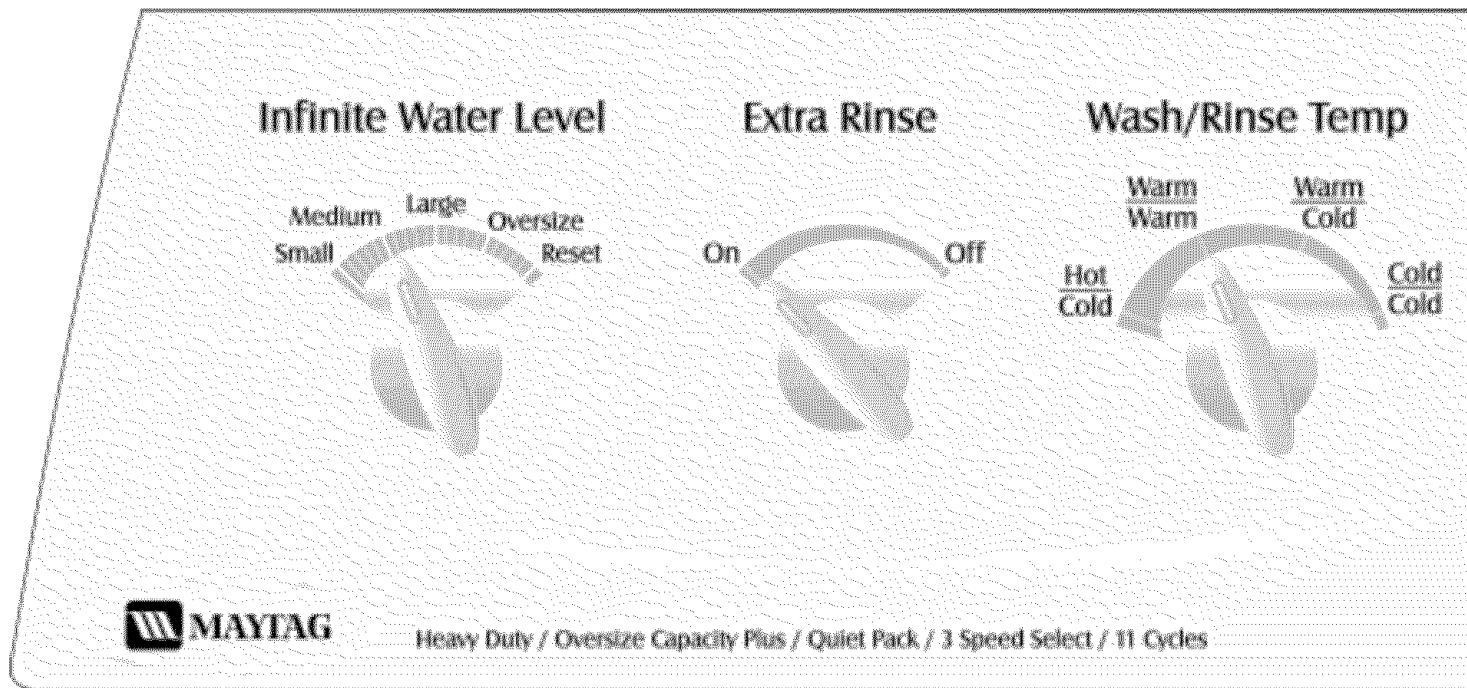 Infinite Water Level
Small
Medium
Large
Oversize
Reset
Extra Rinse
On
Off
Wash/Rinse Temp
Hot
Cold
Warm
Warm
Warm
Cold
Cold
Cold
MAYTAG
Heavy Duty / Oversize Capacity Plus / Quiet Pack / 3 Speed Select / 11 Cycles